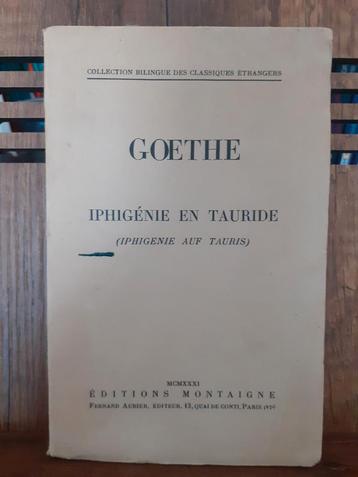 COLLECTION BILINGUE DES CLASSIQUES ÉTRANGERS
GOETHE
IPHIGÉNIE EN TAURIDE
(IPHIGENIE AUF TAURIS)
MCMXXXI
ÉDITIONS MONTAIGNE
FERNAND AUBIER, ÉDITEUR, 13, QUAI DE CONTI, PARIS